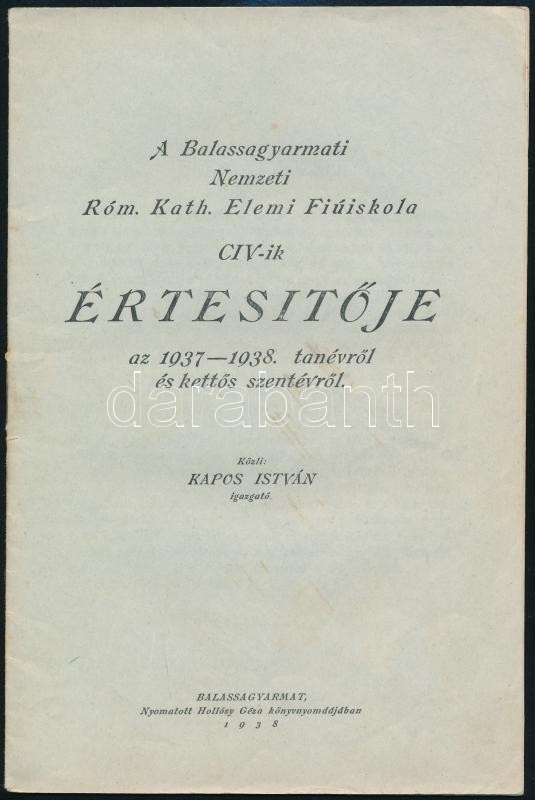 A Balassagyarmati
Nemzeti
Róm. Kath. Elemi Fiúiskola
CIV-ik
ÉRTESITŐJE
az 1937—1938. tanévről
és kettős szentévről.
darabanth
Közli:
KAPOS ISTVÁN
igazgató.
BALASSAGYARMAT,
Nyomatott Hollósy Géza könyvnyomdájában
1938